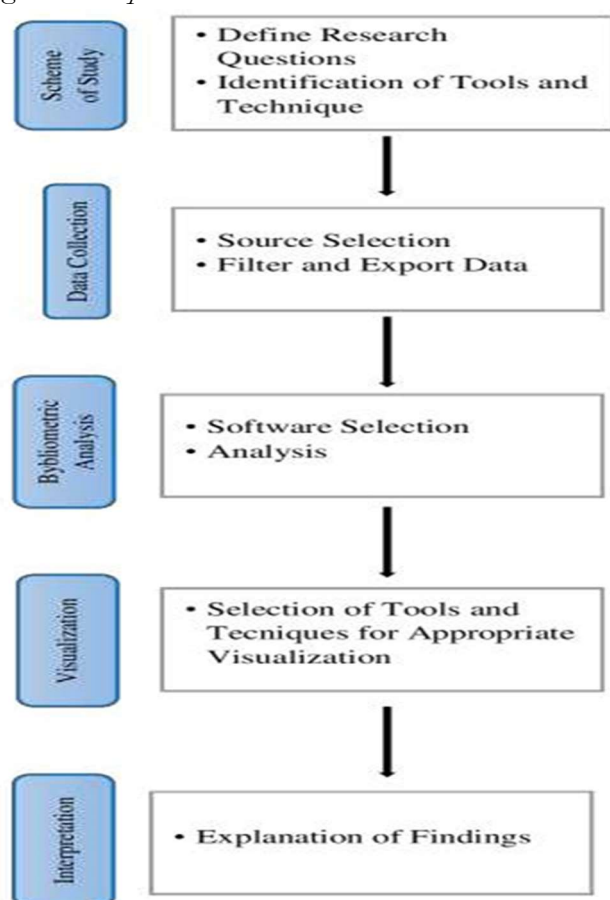 Scheme
of Study
• Define Research
Questions
• Identification of Tools and
Technique
Data Collection
• Source Selection
• Filter and Export Data
Bybliometric
Analysis
• Software Selection
• Analysis
Visualization
• Selection of Tools and
Tecniques for Appropriate
Visualization
Interpretation
• Explanation of Findings